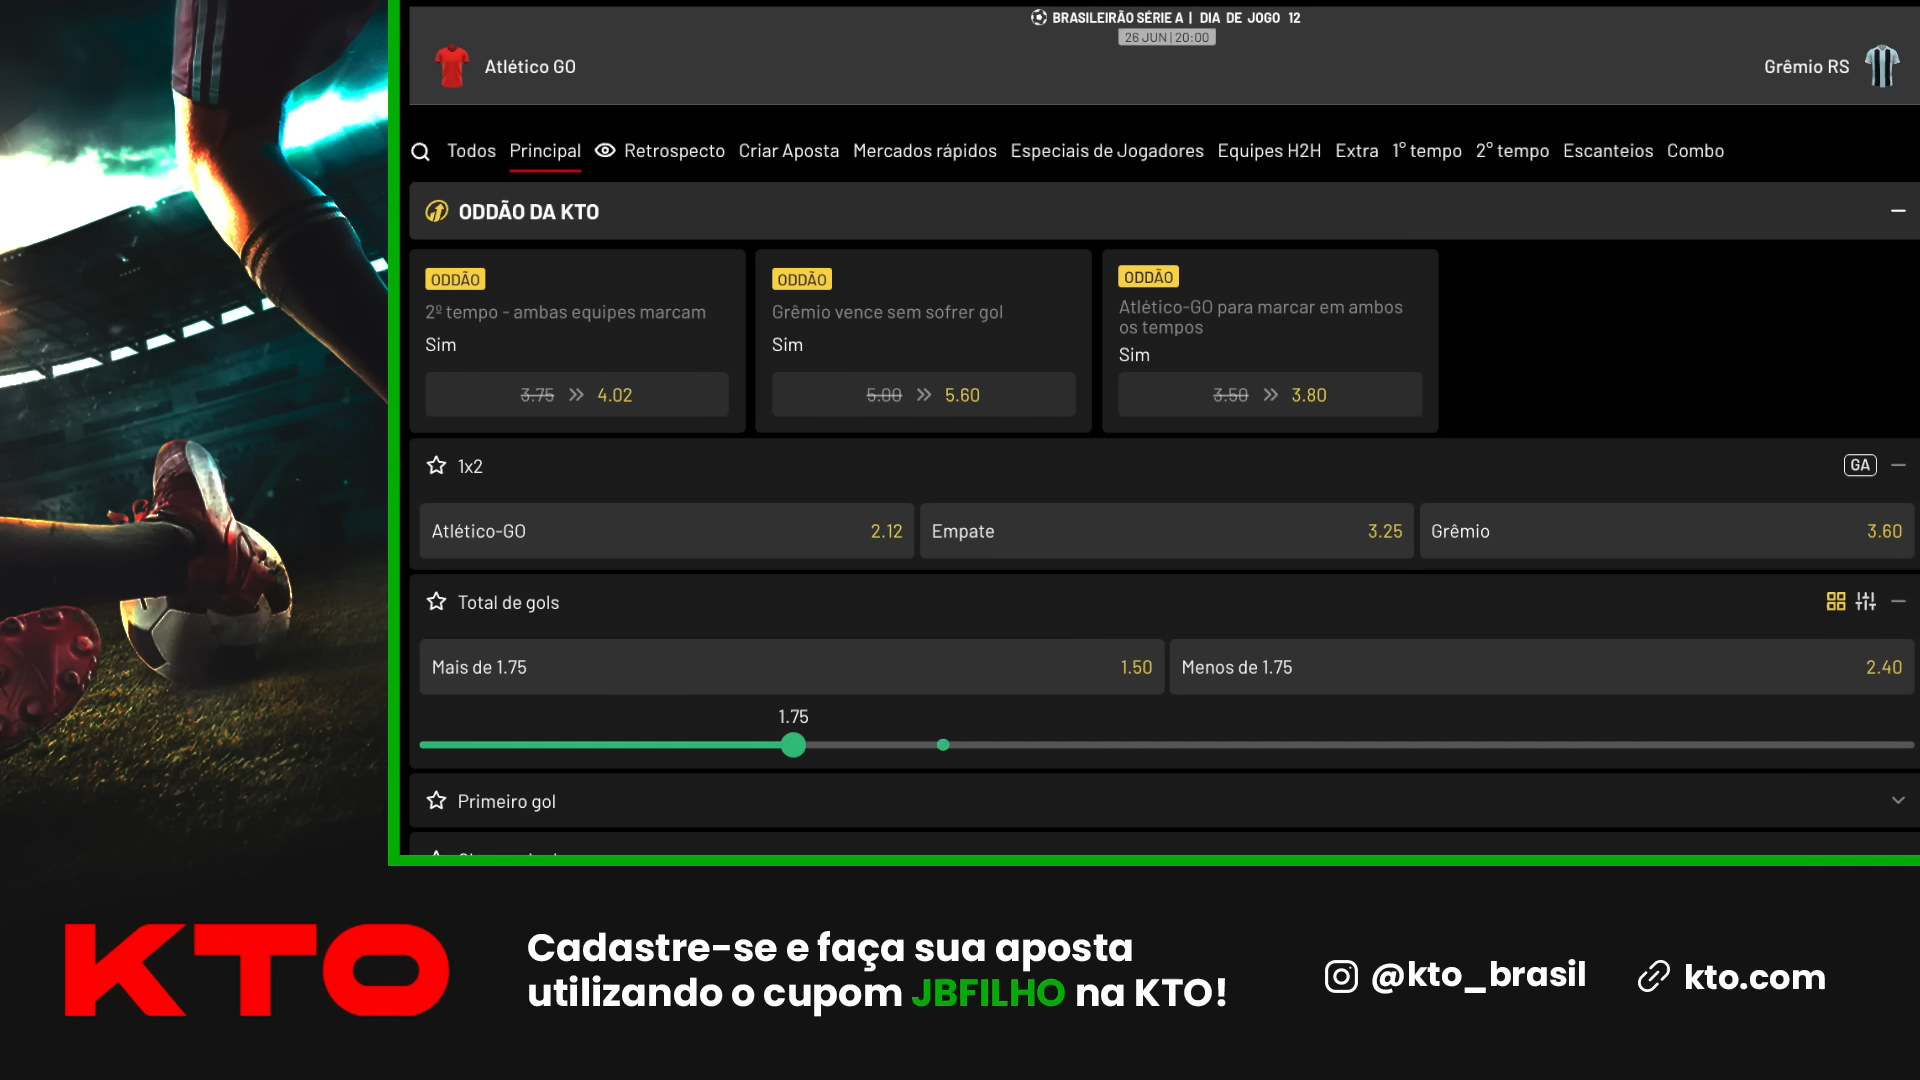 BRASILEIRÃO SÉRIE A | DIA DE JOGO 12
26 JUN | 20:00
Atlético GO
Grêmio RS
Todos Principal Retrospecto Criar Aposta Mercados rápidos Especiais de Jogadores Equipes H2H Extra 1° tempo 2° tempo Escanteios Combo
ODDÃO DA KTO
ODDÃO
2º tempo - ambas equipes marcam
Sim
3.75 4.02
ODDÃO
Grêmio vence sem sofrer gol
Sim
5.00 5.60
ODDÃO
Atlético-GO para marcar em ambos
os tempos
Sim
3.50 3.80
1x2
GA
Atlético-GO 2.12
Empate 3.25
Grêmio 3.60
Total de gols
Mais de 1.75 1.50
Menos de 1.75 2.40
1.75
Primeiro gol
KTO
Cadastre-se e faça sua aposta
utilizando o cupom JBFILHO na KTO!
@kto_brasil
kto.com